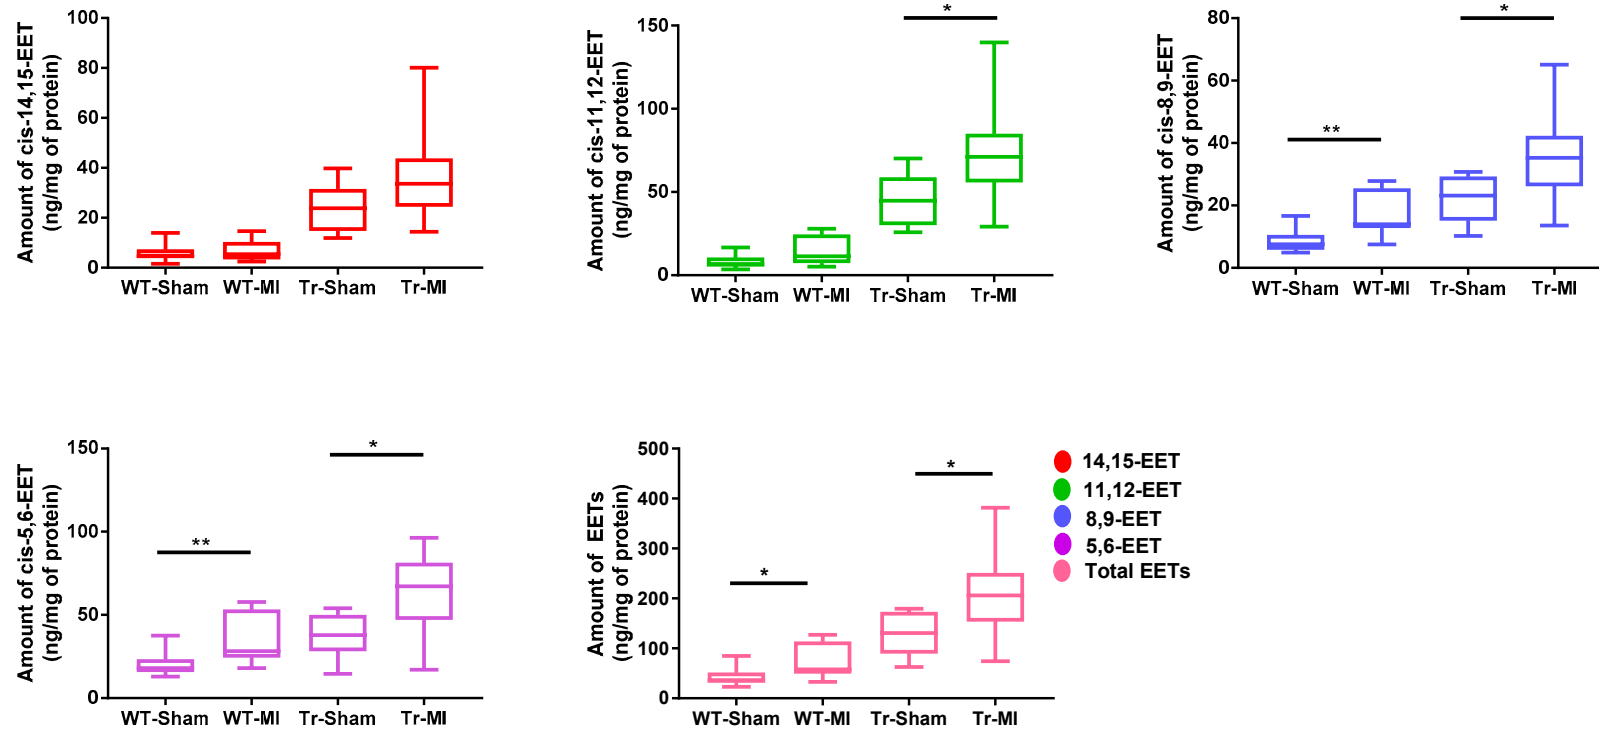 Amount of cis-14,15-EET
(ng/mg of protein)
100
80
60
40
20
0
WT-Sham WT-MI Tr-Sham Tr-MI
Amount of cis-11,12-EET
(ng/mg of protein)
150
100
50
0
*
WT-Sham WT-MI Tr-Sham Tr-MI
Amount of cis-8,9-EET
(ng/mg of protein)
80
60
40
20
0
**
*
WT-Sham WT-MI Tr-Sham Tr-MI
Amount of cis-5,6-EET
(ng/mg of protein)
150
100
50
0
**
*
WT-Sham WT-MI Tr-Sham Tr-MI
Amount of EETs
(ng/mg of protein)
500
400
300
200
100
0
*
*
WT-Sham WT-MI Tr-Sham Tr-MI
14,15-EET
11,12-EET
8,9-EET
5,6-EET
Total EETs